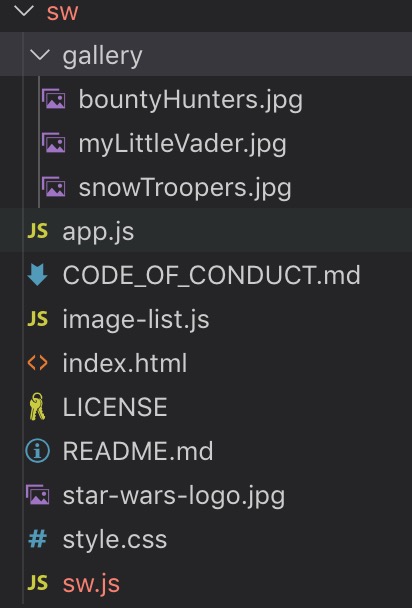 sw
gallery
bountyHunters.jpg
myLittleVader.jpg
snowTroopers.jpg
JS app.js
CODE_OF_CONDUCT.md
JS image-list.js
<> index.html
LICENSE
README.md
star-wars-logo.jpg
# style.css
JS sw.js